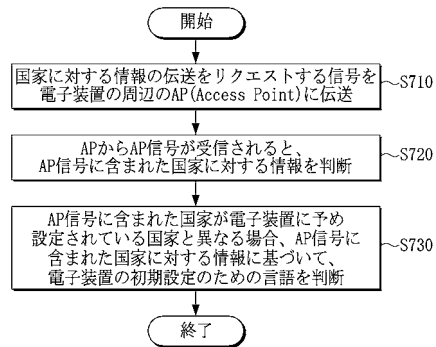 開始
国家に対する情報の伝送をリクエストする信号を
電子装置の周辺のAP(Access Point)に伝送
S710
APからAP信号が受信されると、
AP信号に含まれた国家に対する情報を判断
S720
AP信号に含まれた国家が電子装置に予め
設定されている国家と異なる場合、AP信号に
含まれた国家に対する情報に基づいて、
電子装置の初期設定のための言語を判断
S730
終了